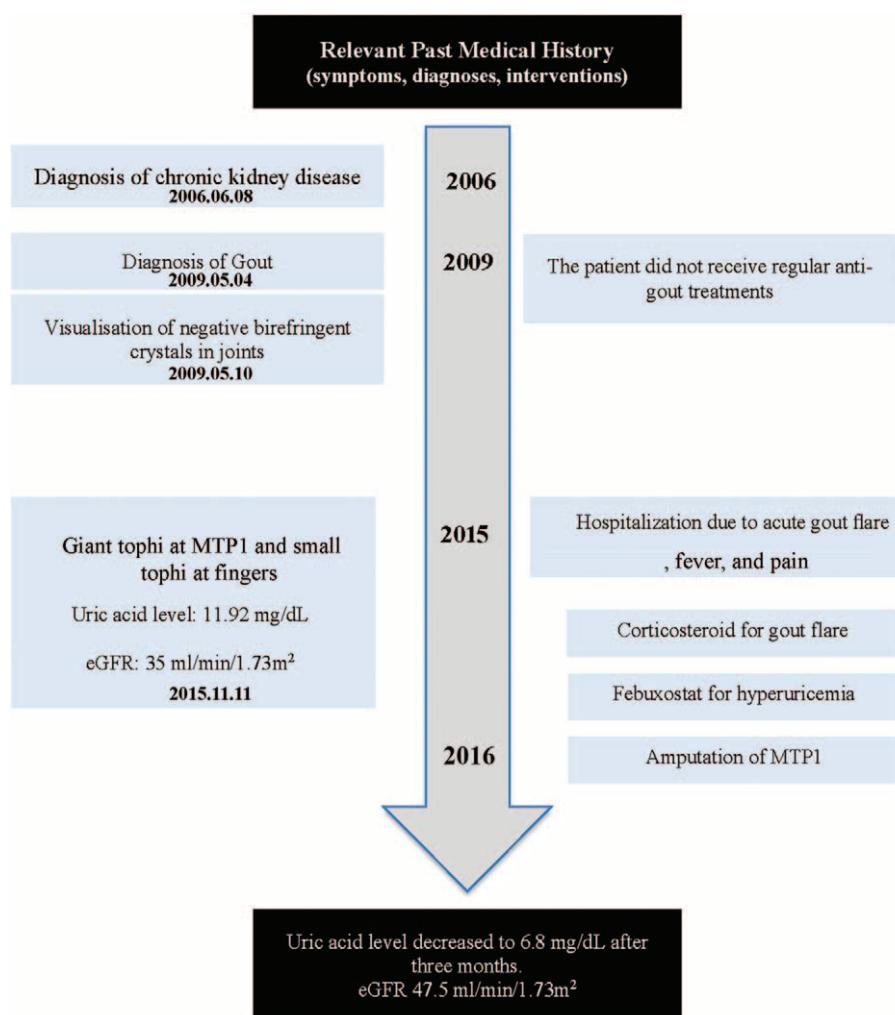 Relevant Past Medical History
(symptoms, diagnoses, interventions)
Diagnosis of chronic kidney disease
2006.06.08
2006
Diagnosis of Gout
2009.05.04
2009
The patient did not receive regular anti-
gout treatments
Visualisation of negative birefringent
crystals in joints
2009.05.10
Giant tophi at MTP1 and small
tophi at fingers
Uric acid level: 11.92 mg/dL
eGFR: 35 ml/min/1.73m²
2015.11.11
2015
Hospitalization due to acute gout flare
, fever, and pain
Corticosteroid for gout flare
Febuxostat for hyperuricemia
2016
Amputation of MTP1
Uric acid level decreased to 6.8 mg/dL after
three months.
eGFR 47.5 ml/min/1.73m²